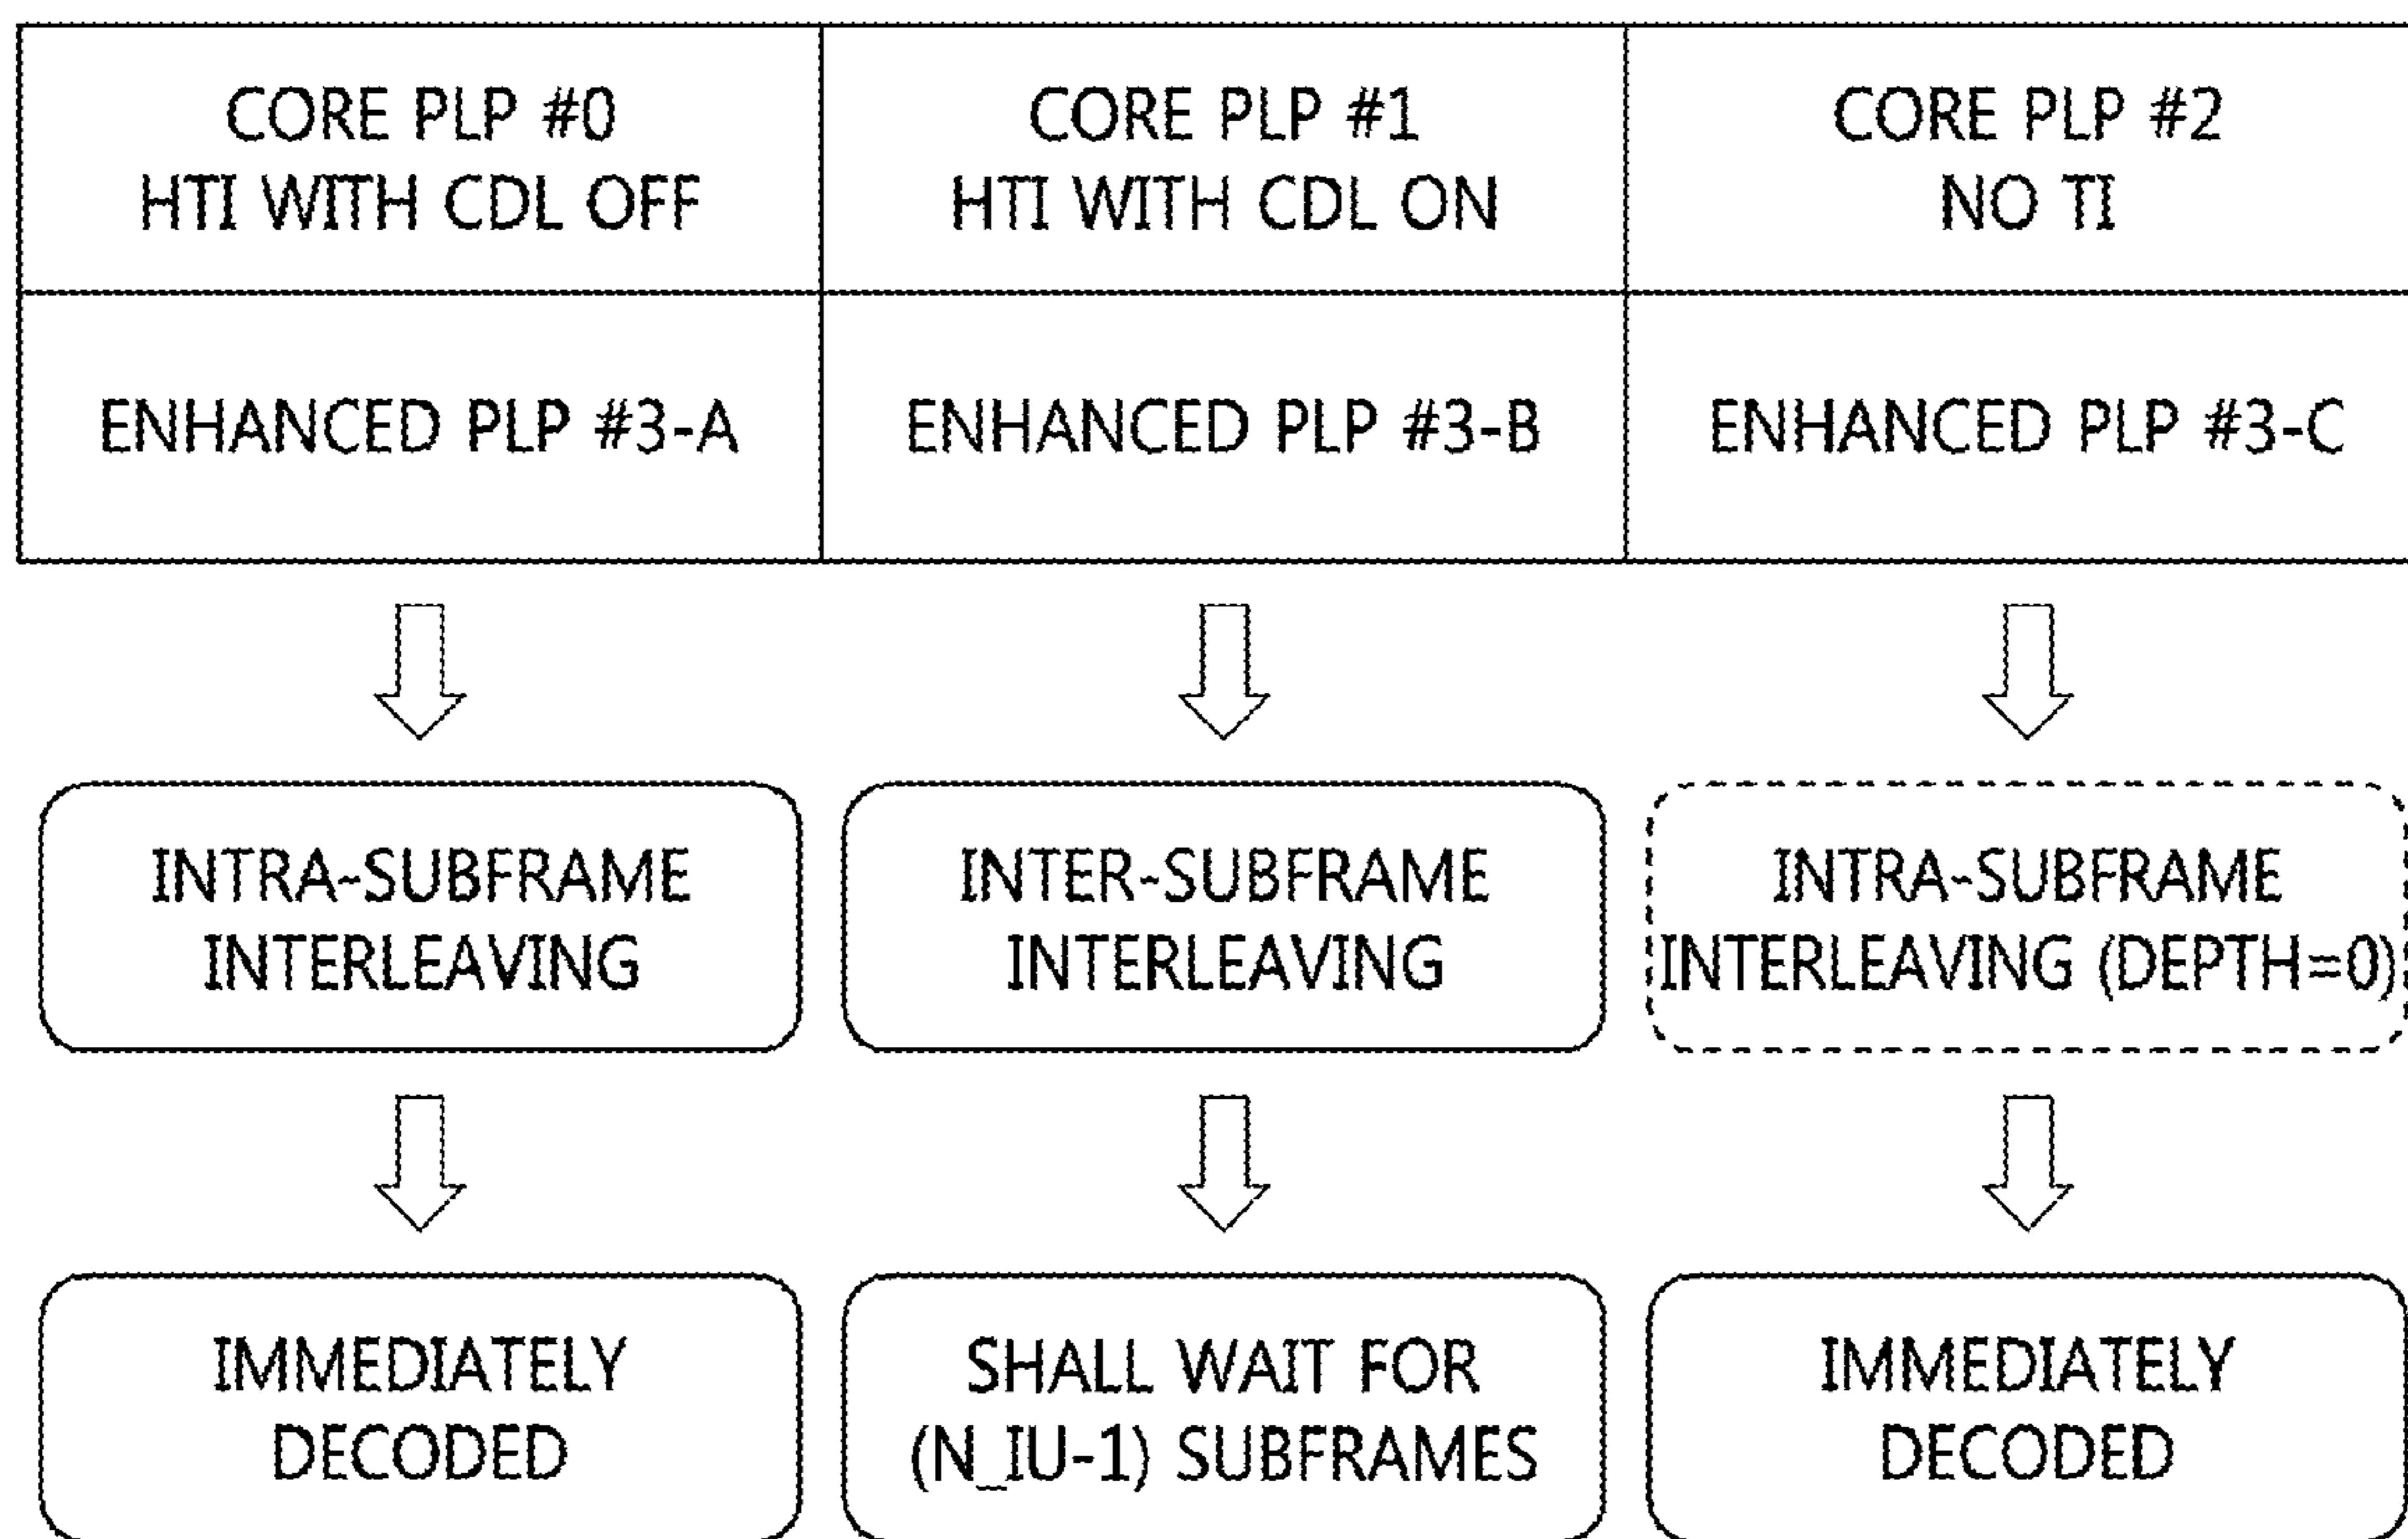 CORE PLP #0
HTI WITH CDL OFF
CORE PLP #1
HTI WITH CDL ON
CORE PLP #2
NO TI
ENHANCED PLP #3-A
ENHANCED PLP #3-B
ENHANCED PLP #3-C
INTRA-SUBFRAME
INTERLEAVING
INTER-SUBFRAME
INTERLEAVING
INTRA-SUBFRAME
INTERLEAVING (DEPTH=0)
IMMEDIATELY
DECODED
SHALL WAIT FOR
(N_IU-1) SUBFRAMES
IMMEDIATELY
DECODED